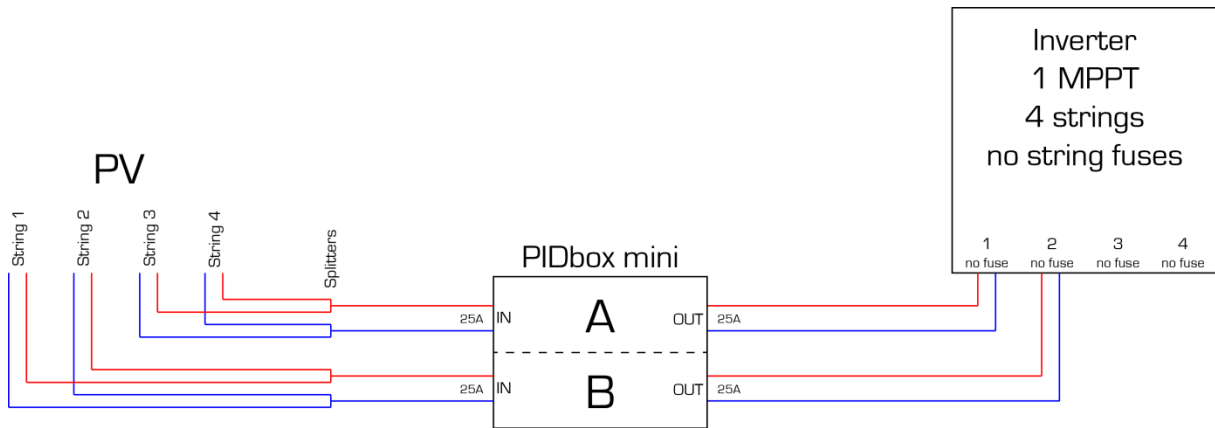 Inverter
1 MPPT
4 strings
no string fuses
PV
String 1
String 2
String 3
String 4
Splitters
PIDbox mini
1
2
3
4
no fuse
no fuse
no fuse
no fuse
25A
IN
A
OUT
25A
25A
IN
B
OUT
25A